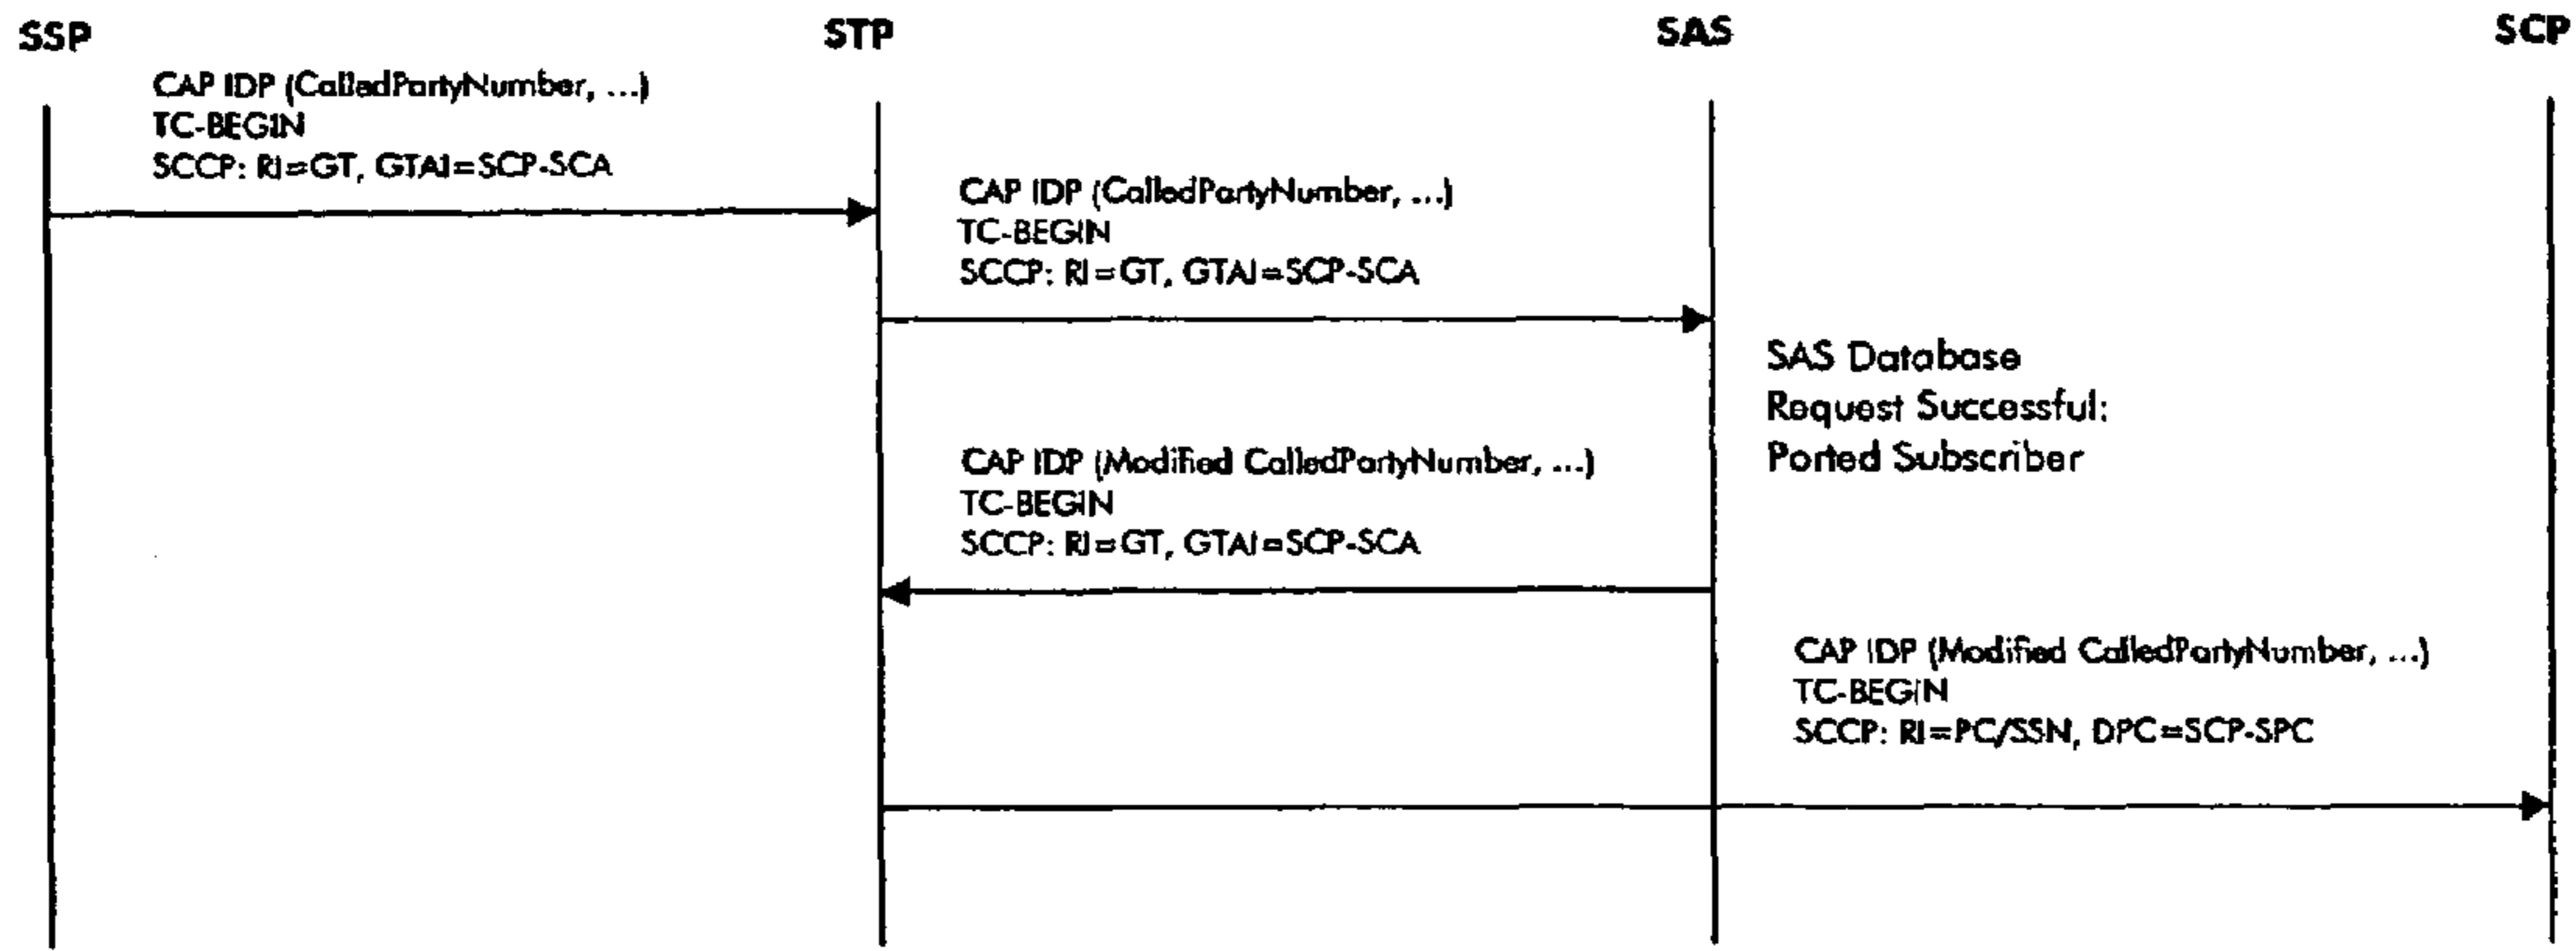 SSP STP SAS SCP
CAP IDP (CalledPartyNumber, ...)
TC-BEGIN
SCCP: RI=GT, GTAI=SCP-SCA
CAP IDP (CalledPartyNumber, ...)
TC-BEGIN
SCCP: RI=GT, GTAI=SCP-SCA
SAS Database
Request Successful:
Ported Subscriber
CAP IDP (Modified CalledPartyNumber, ...)
TC-BEGIN
SCCP: RI=GT, GTAI=SCP-SCA
CAP IDP (Modified CalledPartyNumber, ...)
TC-BEGIN
SCCP: RI=PC/SSN, DPC=SCP-SPC